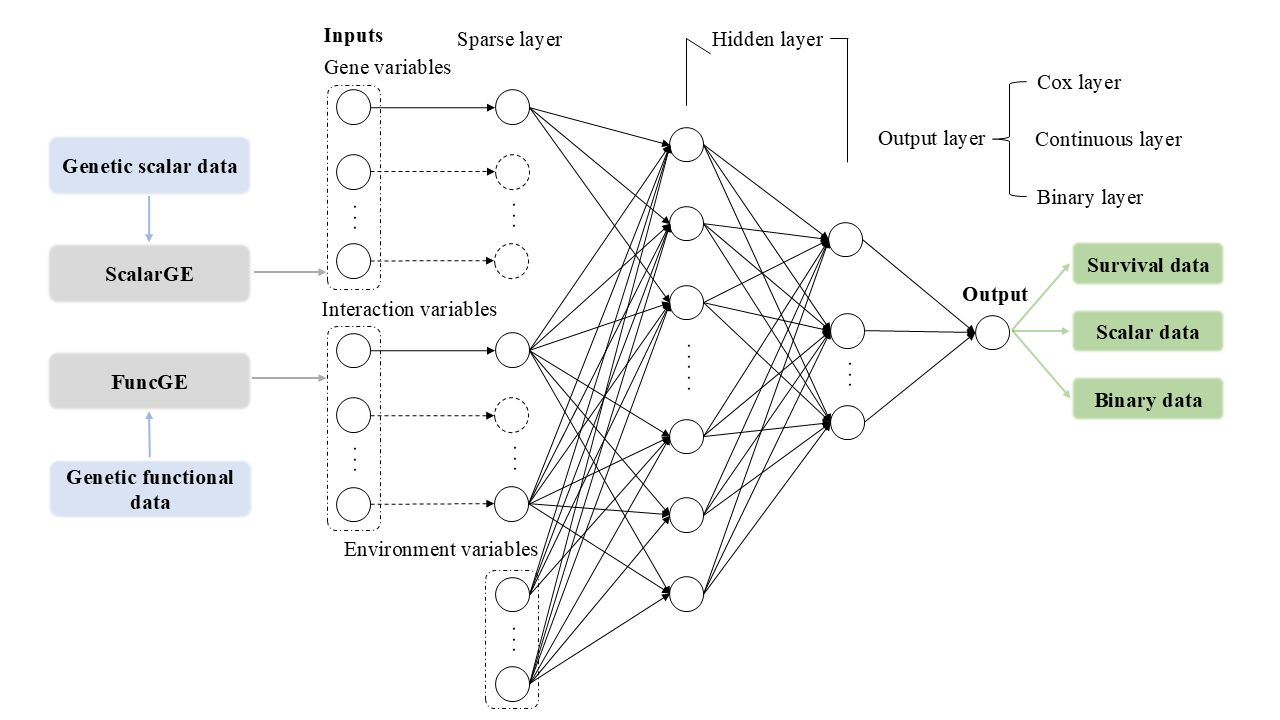 Inputs
Sparse layer
Hidden layer
Gene variables
Cox layer
Output layer
Continuous layer
Genetic scalar data
Binary layer
ScalarGE
Survival data
Output
Interaction variables
Scalar data
FuncGE
Binary data
Genetic functional
data
Environment variables